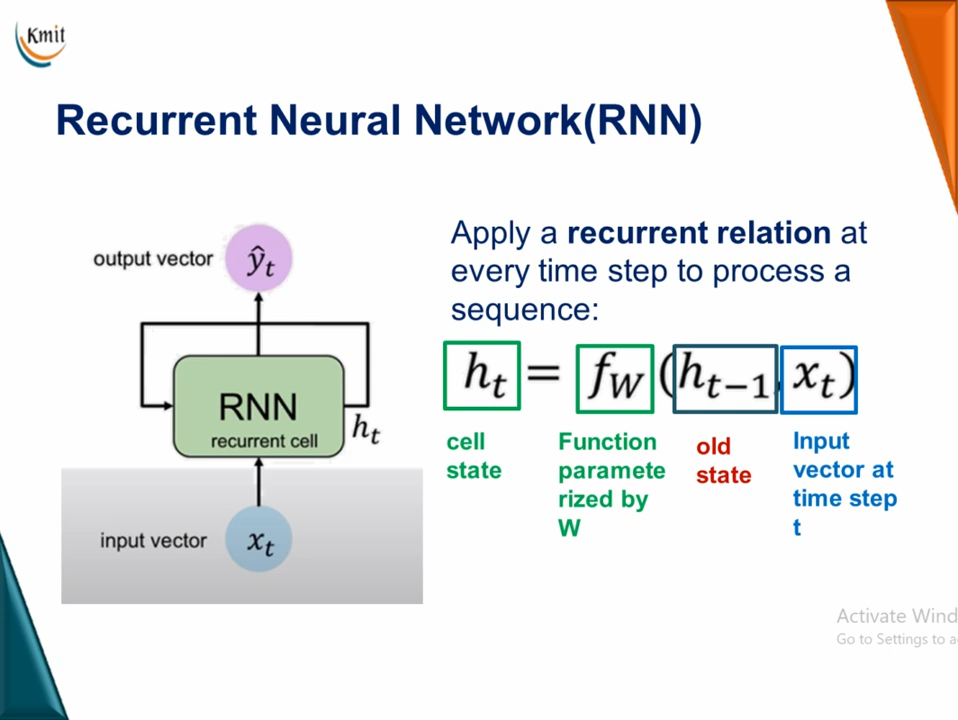 Kmit
Recurrent Neural Network(RNN)
output vector
ŷt
RNN
recurrent cell
ht
input vector
xt
Apply a recurrent relation at
every time step to process a
sequence:
ht = fW (ht−1, xt)
cell
state
Function
paramete
rized by
W
old
state
Input
vector at
time step
t
Activate Wind
Go to Settings to a